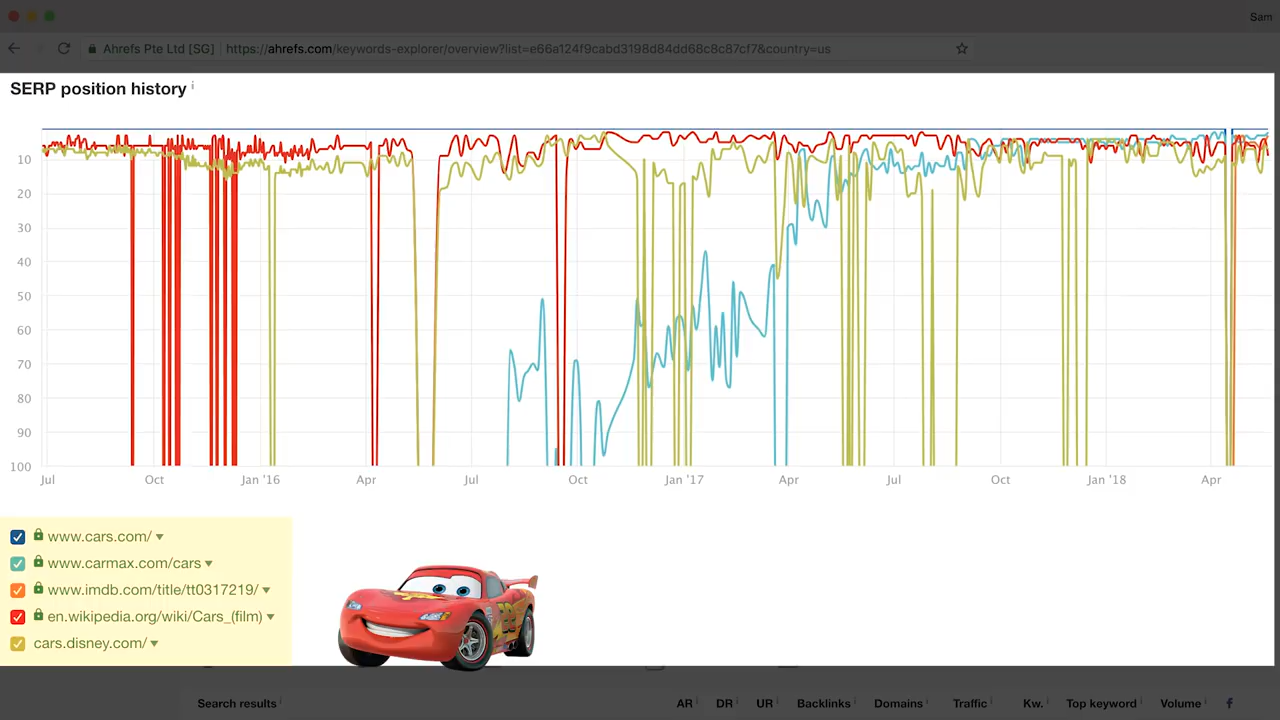 Sam
Ahrefs Pte Ltd [SG] https://ahrefs.com/keywords-explorer/overview?list=e66a124f9cabd3198d84dd68c8c87cf7&country=us
SERP position history i
10
20
30
40
50
60
70
80
90
100
Jul Oct Jan '16 Apr Jul Oct Jan '17 Apr Jul Oct Jan '18 Apr
www.cars.com/
www.carmax.com/cars
www.imdb.com/title/tt0317219/
en.wikipedia.org/wiki/Cars_(film)
cars.disney.com/
Search results i AR i DR i UR i Backlinks i Domains i Traffic i Kw. i Top keyword i Volume i f